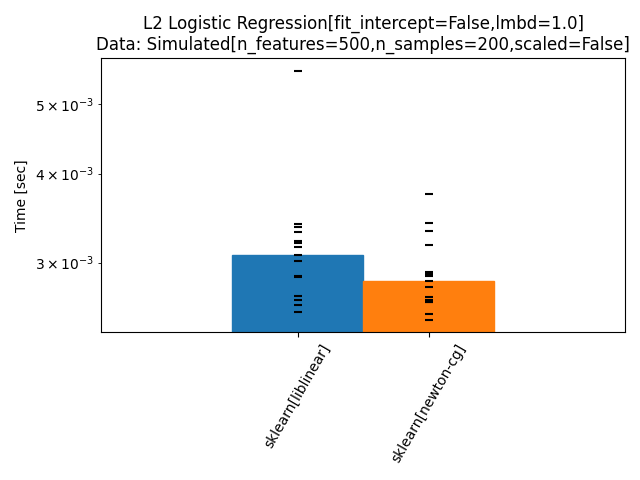 L2 Logistic Regression[fit_intercept=False,lmbd=1.0]
Data: Simulated[n_features=500,n_samples=200,scaled=False]
5 × 10⁻³
4 × 10⁻³
3 × 10⁻³
Time [sec]
sklearn[liblinear]
sklearn[newton-cg]